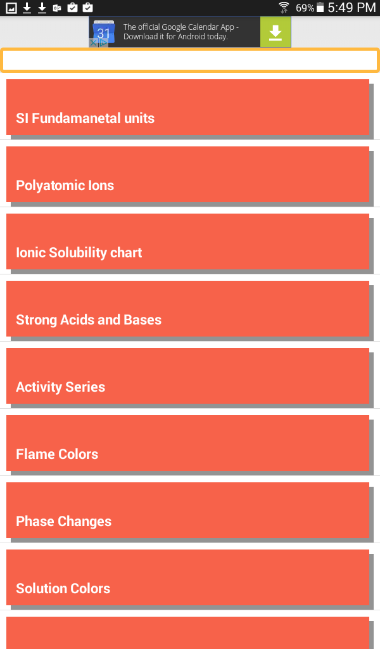 69% 5:49 PM
31
The official Google Calendar App -
Download it for Android today.
SI Fundamanetal units
Polyatomic Ions
Ionic Solubility chart
Strong Acids and Bases
Activity Series
Flame Colors
Phase Changes
Solution Colors